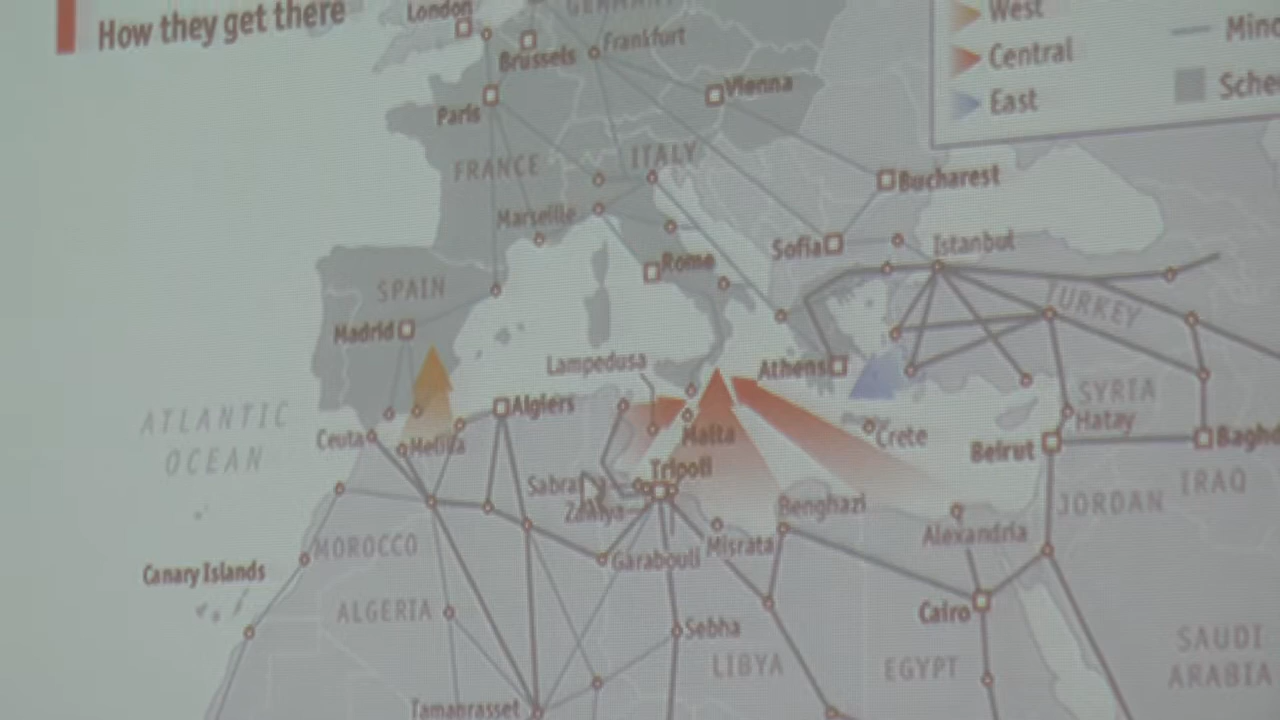 How they get there
London
GERMANY
West
Brussels
Frankfurt
Central
Vienna
East
Paris
FRANCE
ITALY
Bucharest
Marseille
Sofia
Istanbul
Rome
SPAIN
TURKEY
Madrid
Lampedusa
Athens
SYRIA
ATLANTIC
OCEAN
Algiers
Hatay
Ceuta
Melilla
Malta
Crete
Beirut
Tripoli
IRAQ
Benghazi
JORDAN
Alexandria
MOROCCO
Misrata
Garabouli
Canary Islands
ALGERIA
Cairo
Sebha
LIBYA
EGYPT
SAUDI
ARABIA
Tamanrasset